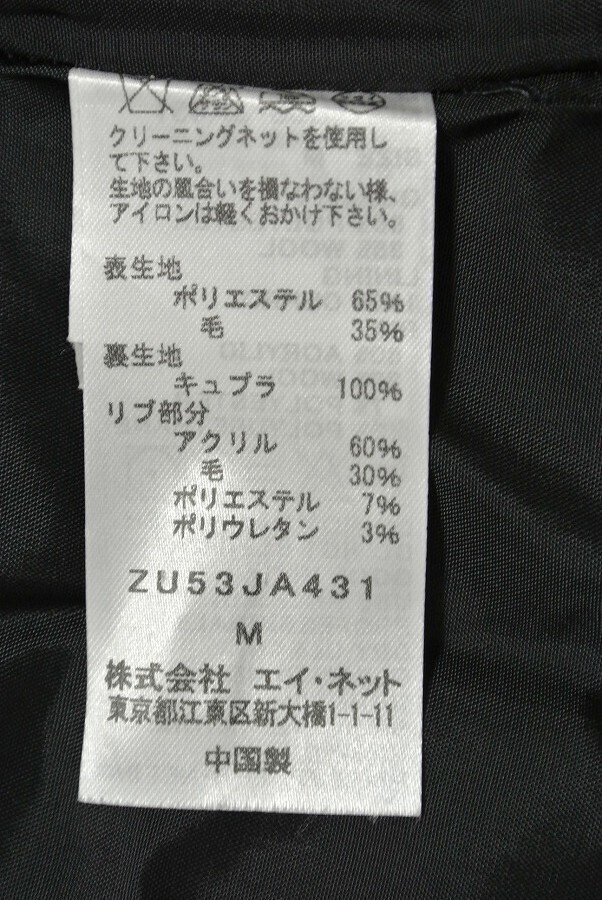 クリーニングネットを使用し
て下さい。
生地の風合いを損なわない様、
アイロンは軽くおかけ下さい。
表生地
ポリエステル 65%
毛 35%
裏生地
キュプラ 100%
リブ部分
アクリル 60%
毛 30%
ポリエステル 7%
ポリウレタン 3%
ZU53JA431
M
株式会社 エイ・ネット
東京都江東区新大橋1-1-11
中国製